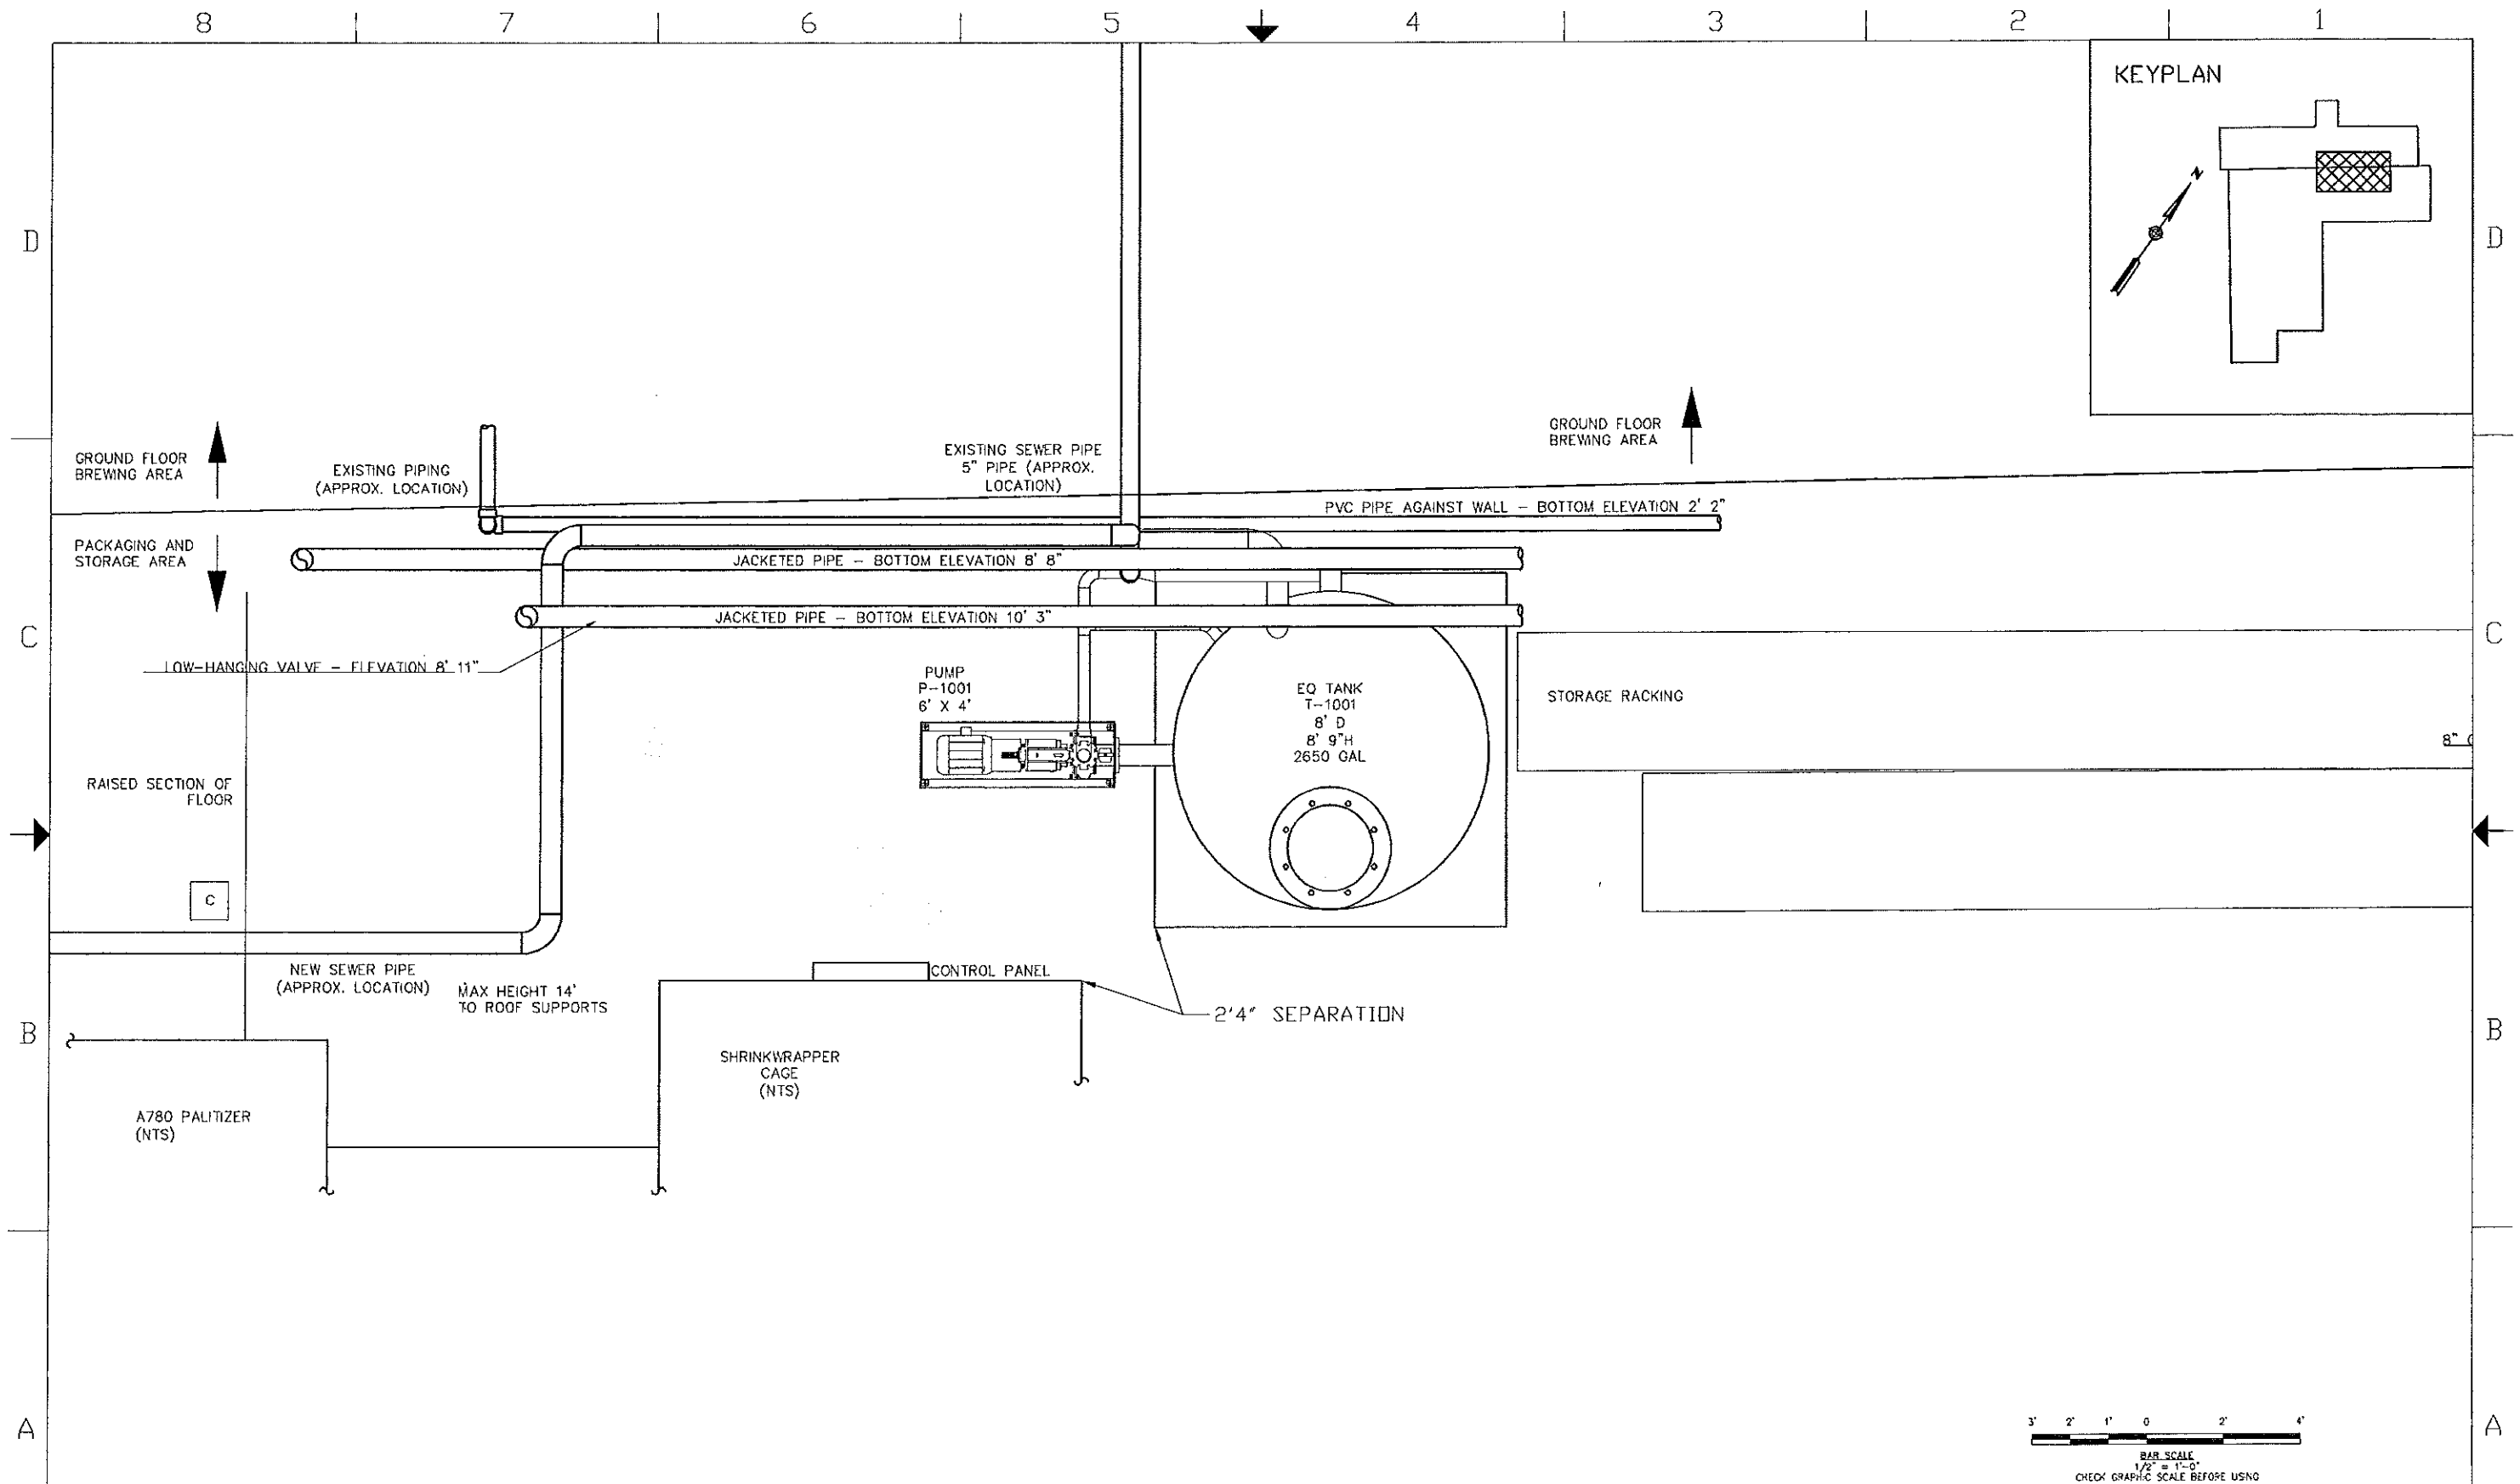 8 7 6 5 4 3 2 1
KEYPLAN
N
D
D
GROUND FLOOR
BREWING AREA
EXISTING PIPING
(APPROX. LOCATION)
EXISTING SEWER PIPE
5" PIPE (APPROX.
LOCATION)
GROUND FLOOR
BREWING AREA
PVC PIPE AGAINST WALL - BOTTOM ELEVATION 2' 2"
PACKAGING AND
STORAGE AREA
JACKETED PIPE - BOTTOM ELEVATION 8' 8"
JACKETED PIPE - BOTTOM ELEVATION 10' 3"
C
C
LOW-HANGING VALVE - ELEVATION 8' 11"
PUMP
P-1001
6' X 4'
EQ TANK
T-1001
8' D
8' 9"H
2650 GAL
STORAGE RACKING
8"
RAISED SECTION OF
FLOOR
C
NEW SEWER PIPE
(APPROX. LOCATION)
MAX HEIGHT 14'
TO ROOF SUPPORTS
CONTROL PANEL
2'4" SEPARATION
B
B
SHRINKWRAPPER
CAGE
(NTS)
A780 PALITIZER
(NTS)
A
A
3' 2' 1' 0 2' 4'
BAR SCALE
1/2" = 1'-0"
CHECK GRAPHIC SCALE BEFORE USING